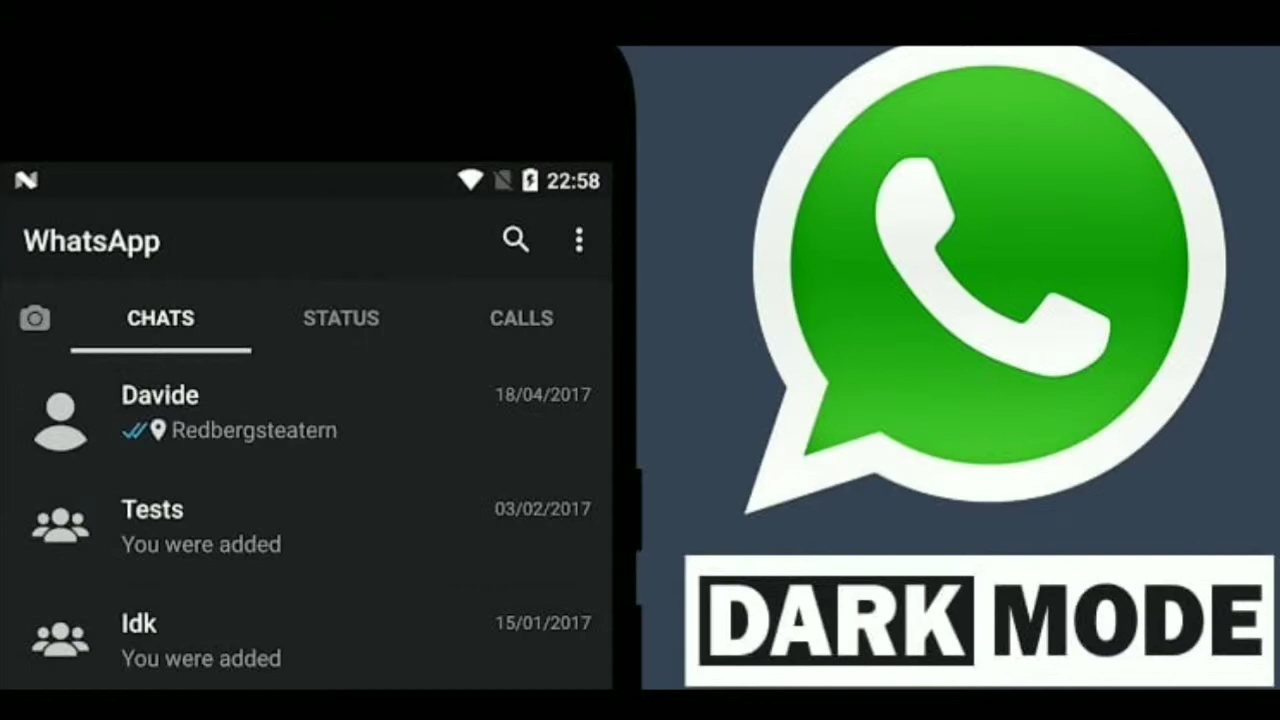 22:58
WhatsApp
CHATS STATUS CALLS
Davide 18/04/2017
Redbergsteatern
Tests 03/02/2017
You were added
Idk 15/01/2017
You were added
DARK MODE